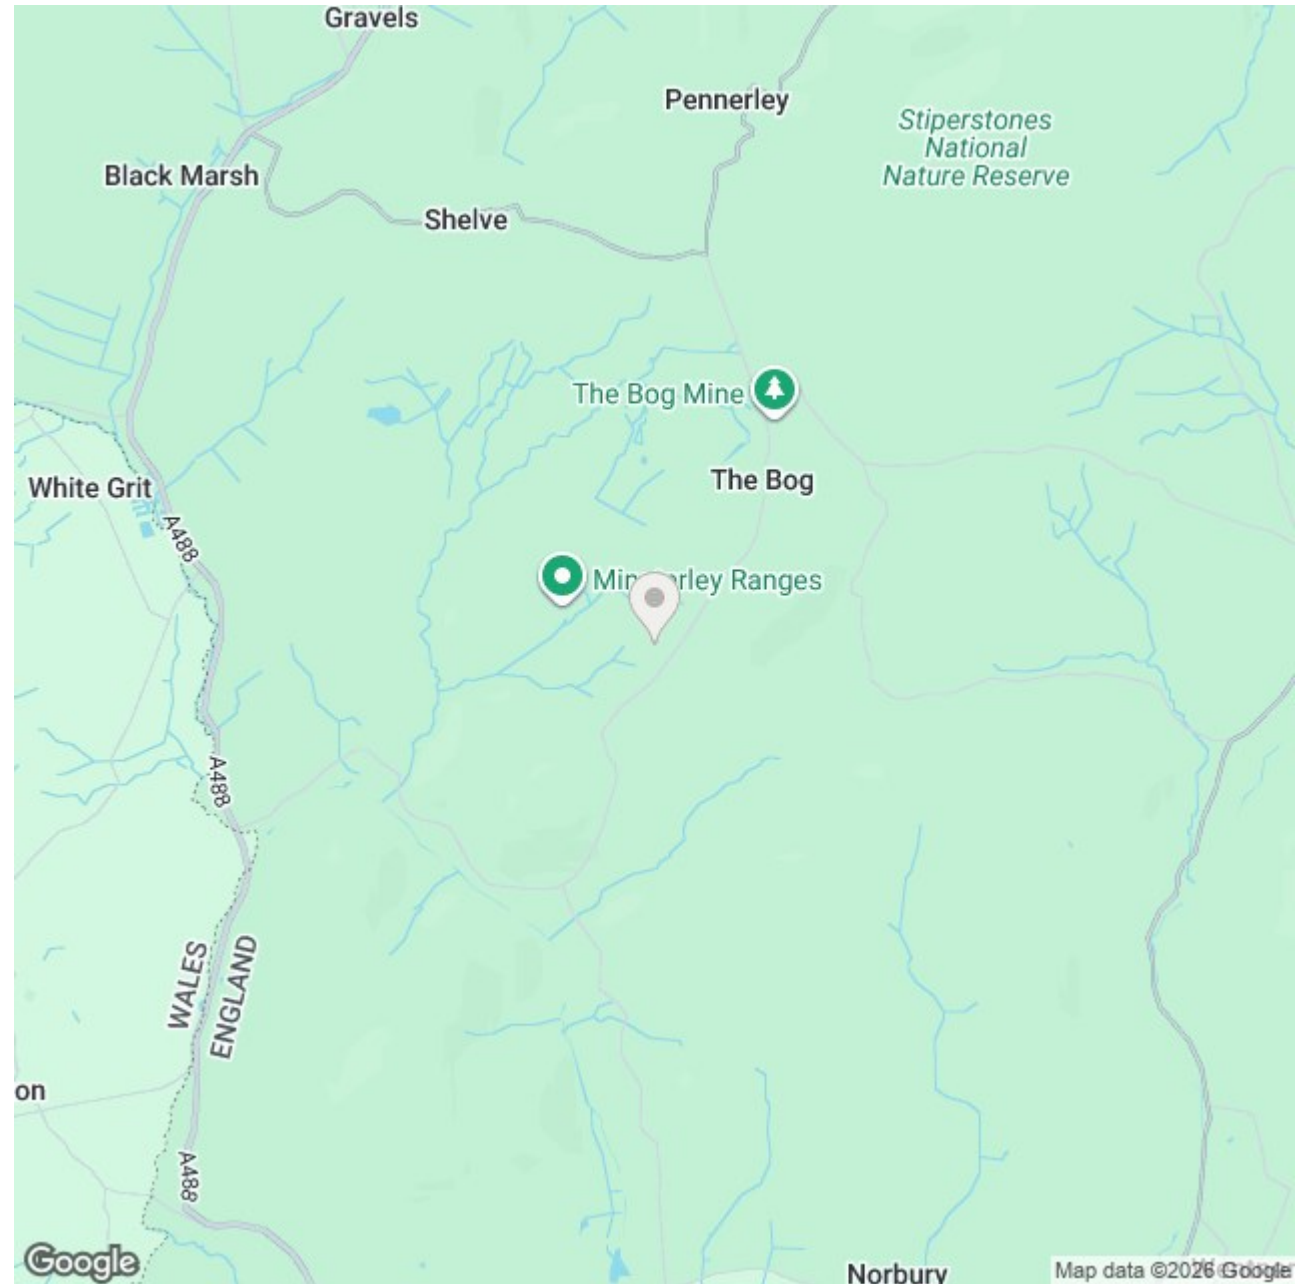 Gravels
Pennerley
Stiperstones
National
Nature Reserve
Black Marsh
Shelve
The Bog Mine
The Bog
White Grit
A488
A488
WALES
ENGLAND
on
A488
Norbury
Google
Map data ©2026 Google